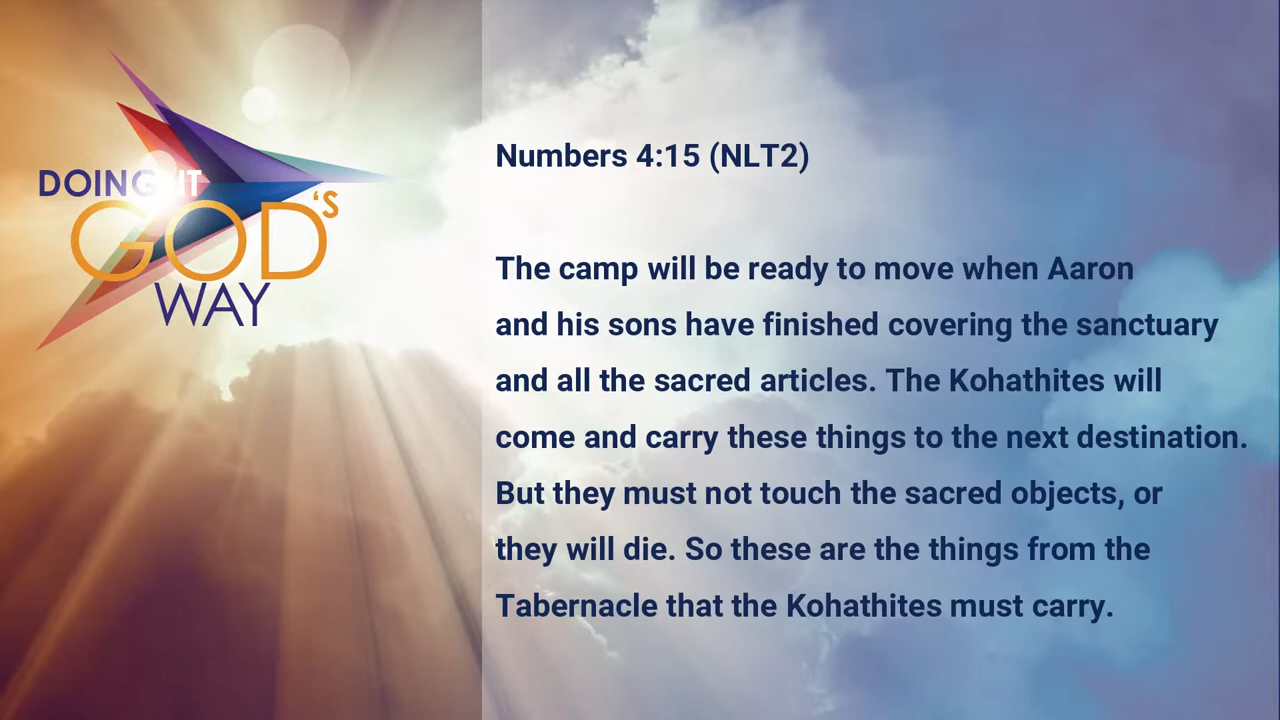 DOING IT
GOD'S
WAY
Numbers 4:15 (NLT2)
The camp will be ready to move when Aaron
and his sons have finished covering the sanctuary
and all the sacred articles. The Kohathites will
come and carry these things to the next destination.
But they must not touch the sacred objects, or
they will die. So these are the things from the
Tabernacle that the Kohathites must carry.